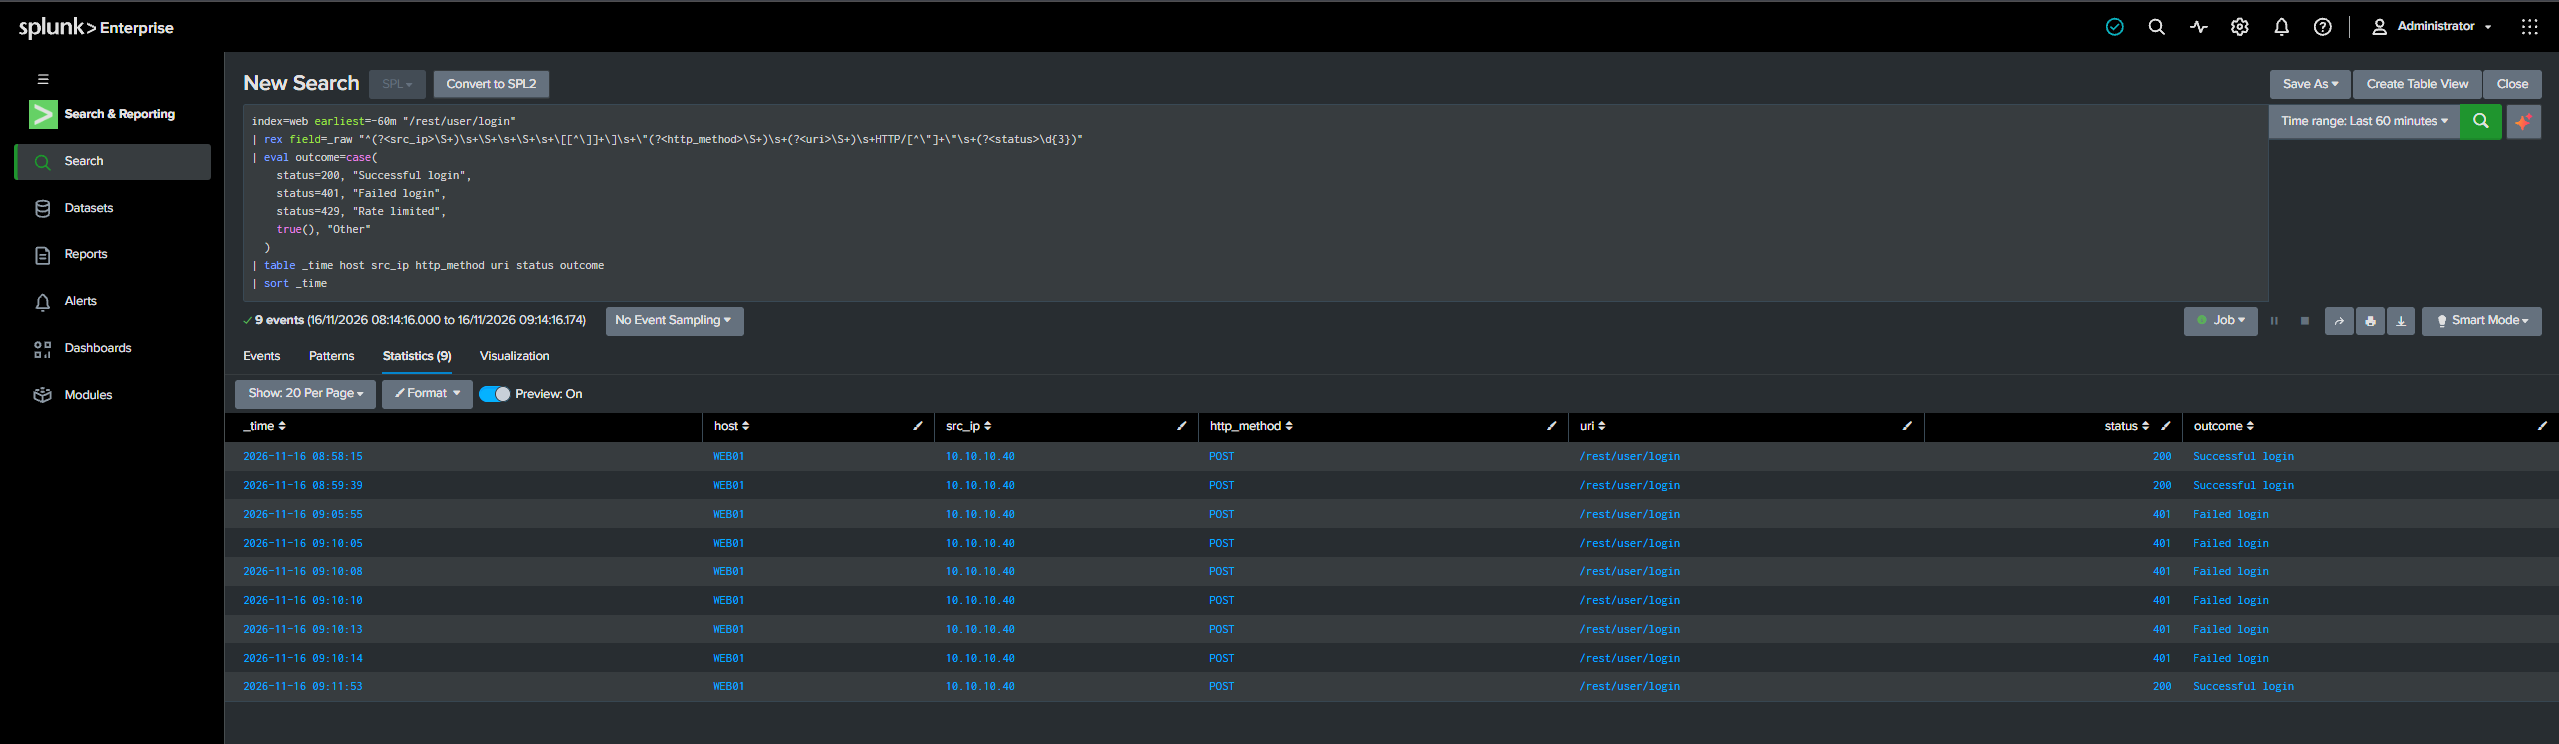 splunk> Enterprise
Administrator
Search & Reporting
Search
Datasets
Reports
Alerts
Dashboards
Modules
New Search
SPL
Convert to SPL2
Save As
Create Table View
Close
index=web earliest=-60m "/rest/user/login"
| rex field=_raw "^(?<src_ip>\S+)\s+\S+\s+\S+\s+\[[^\]]+\]\s+\"(?<http_method>\S+)\s+(?<uri>\S+)\s+HTTP/[^\"]+\"\s+(?<status>\d{3})"
| eval outcome=case(
status=200, "Successful login",
status=401, "Failed login",
status=429, "Rate limited",
true(), "Other"
)
| table _time host src_ip http_method uri status outcome
| sort _time
Time range: Last 60 minutes
9 events (16/11/2026 08:14:16.000 to 16/11/2026 09:14:16.174)
No Event Sampling
Job
Smart Mode
Events Patterns Statistics (9) Visualization
Show: 20 Per Page Format Preview: On
_time host src_ip http_method uri status outcome
2026-11-16 08:58:15 WEB01 10.10.10.40 POST /rest/user/login 200 Successful login
2026-11-16 08:59:39 WEB01 10.10.10.40 POST /rest/user/login 200 Successful login
2026-11-16 09:05:55 WEB01 10.10.10.40 POST /rest/user/login 401 Failed login
2026-11-16 09:10:05 WEB01 10.10.10.40 POST /rest/user/login 401 Failed login
2026-11-16 09:10:08 WEB01 10.10.10.40 POST /rest/user/login 401 Failed login
2026-11-16 09:10:10 WEB01 10.10.10.40 POST /rest/user/login 401 Failed login
2026-11-16 09:10:13 WEB01 10.10.10.40 POST /rest/user/login 401 Failed login
2026-11-16 09:10:14 WEB01 10.10.10.40 POST /rest/user/login 401 Failed login
2026-11-16 09:11:53 WEB01 10.10.10.40 POST /rest/user/login 200 Successful login